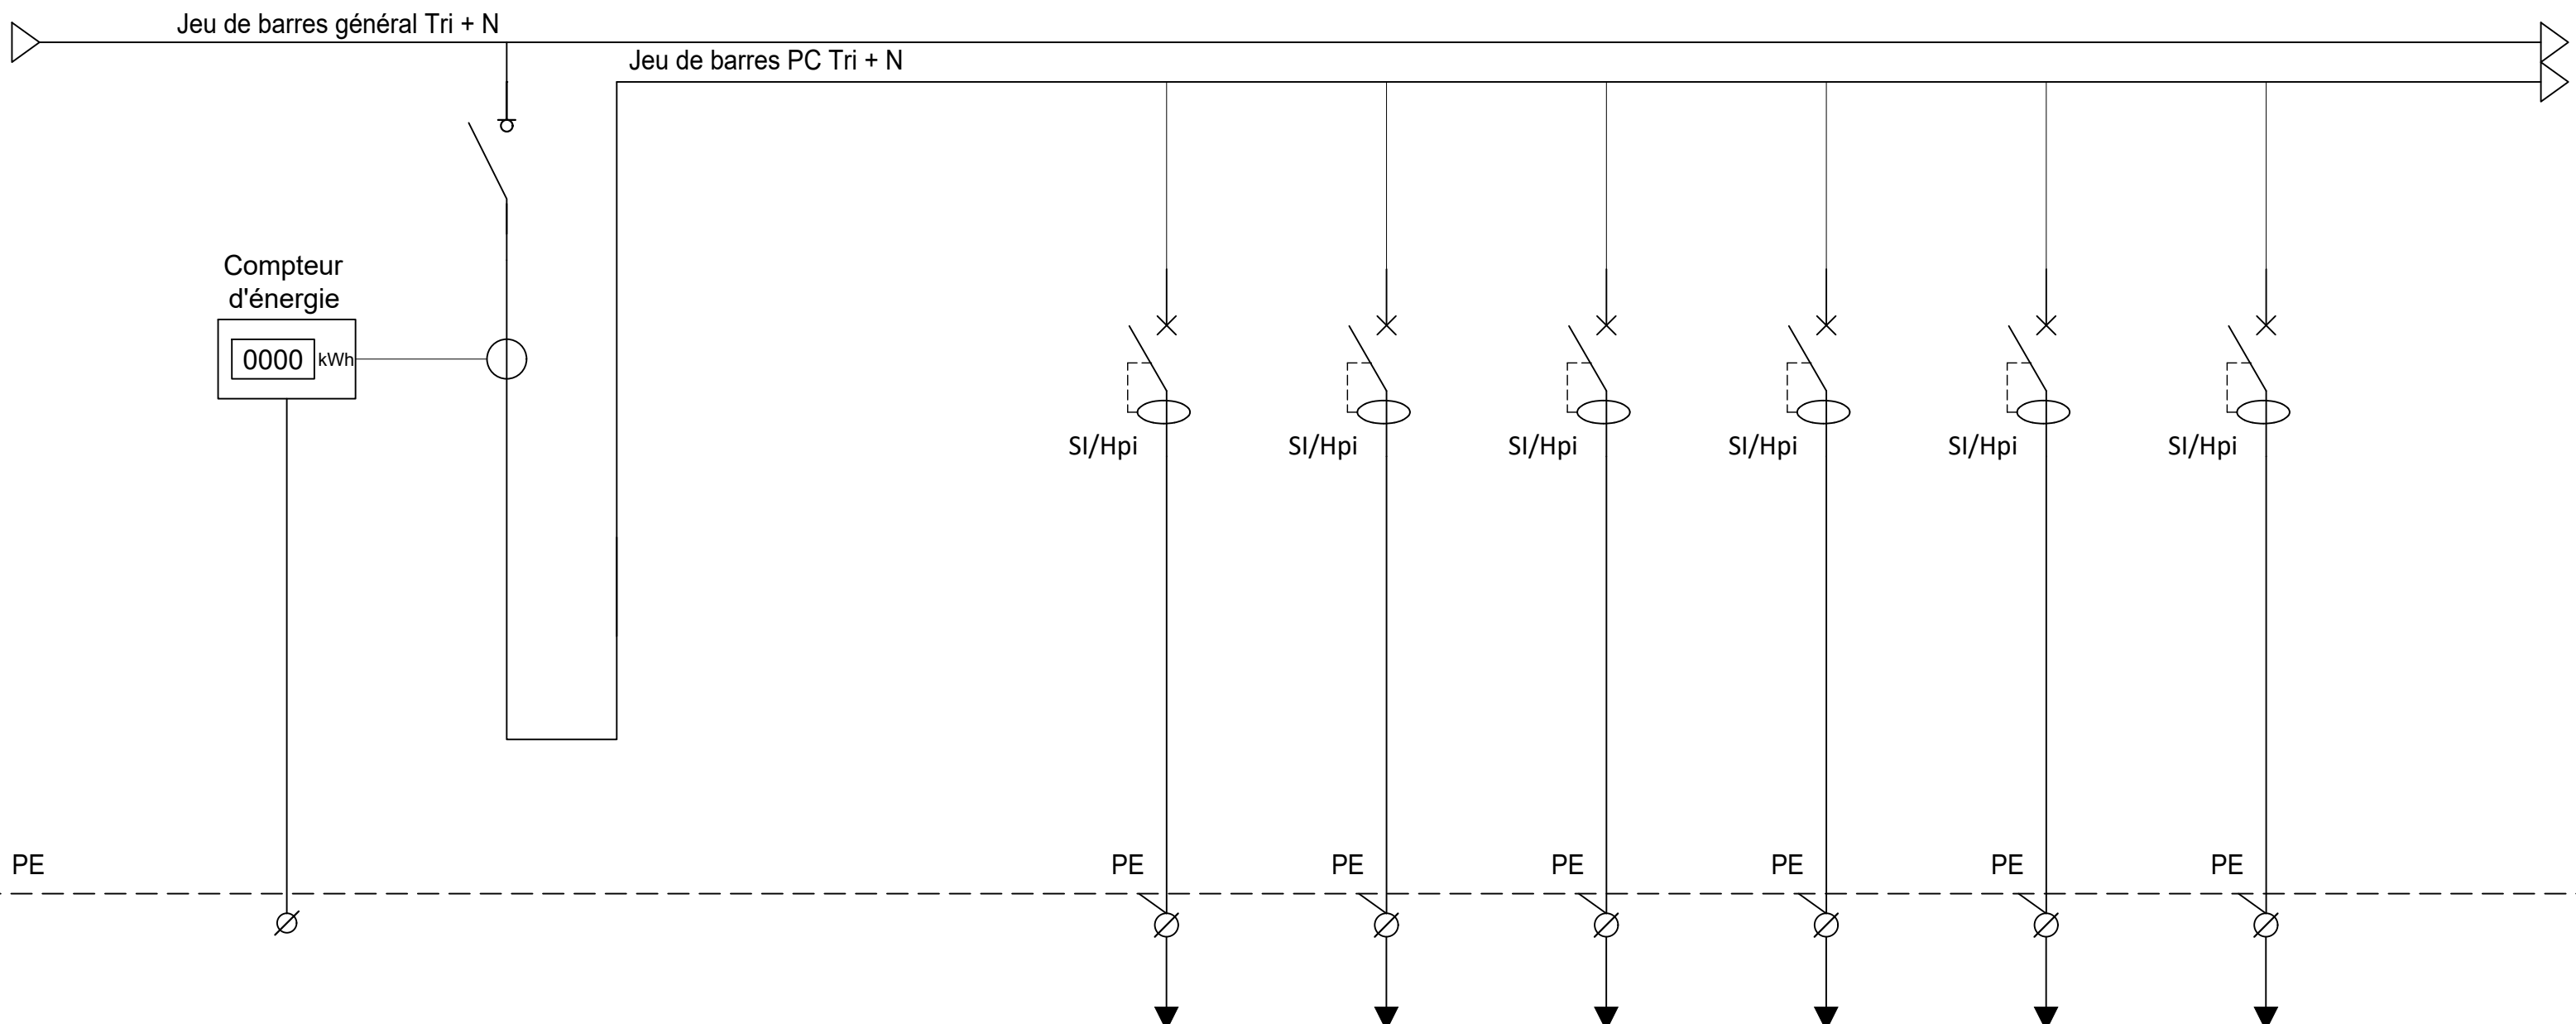 Jeu de barres général Tri + N
Jeu de barres PC Tri + N
Compteur
d'énergie
0000 kWh
SI/Hpi SI/Hpi SI/Hpi SI/Hpi SI/Hpi SI/Hpi
PE PE PE PE PE PE PE